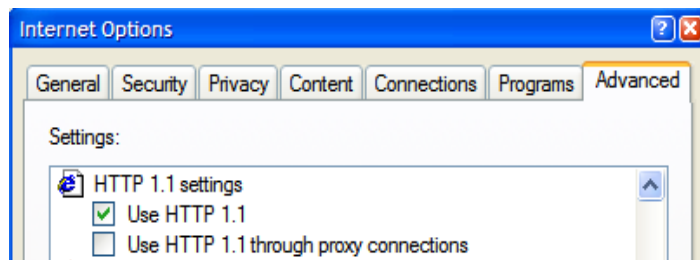 Internet Options
General Security Privacy Content Connections Programs Advanced
Settings:
HTTP 1.1 settings
Use HTTP 1.1
Use HTTP 1.1 through proxy connections